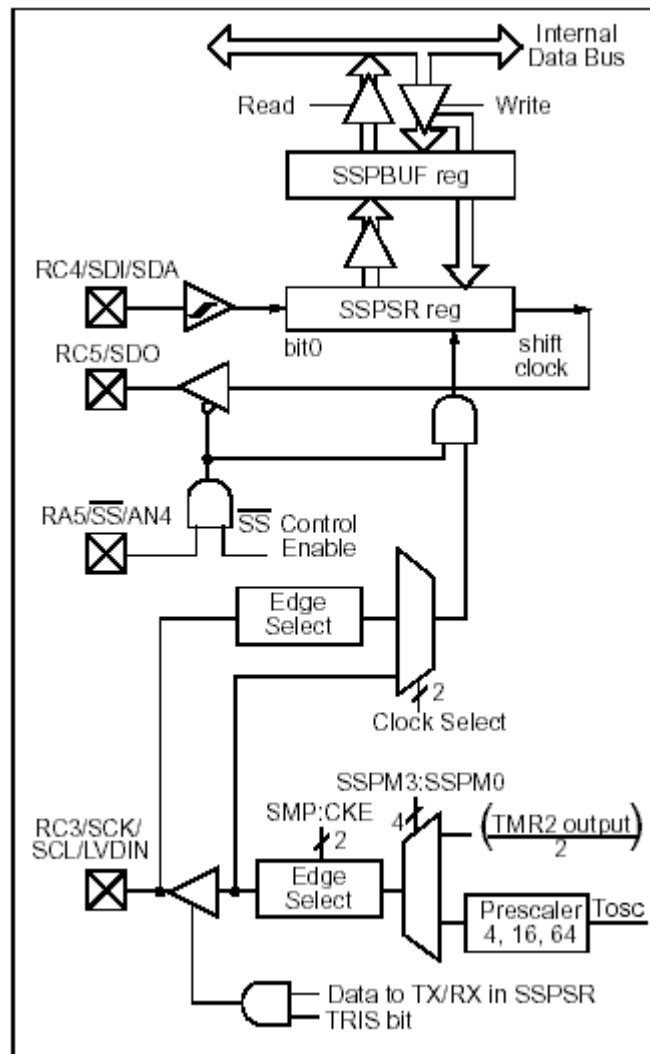 Internal
Data Bus
Read
Write
SSPBUF reg
RC4/SDI/SDA
SSPSR reg
bit0
shift
clock
RC5/SDO
RA5/SS/AN4
SS Control
Enable
Edge
Select
2
Clock Select
SSPM3:SSPM0
4
SMP:CKE
2
(TMR2 output)
2
RC3/SCK/
SCL/LVDIN
Edge
Select
Prescaler
4, 16, 64
Tosc
Data to TX/RX in SSPSR
TRIS bit